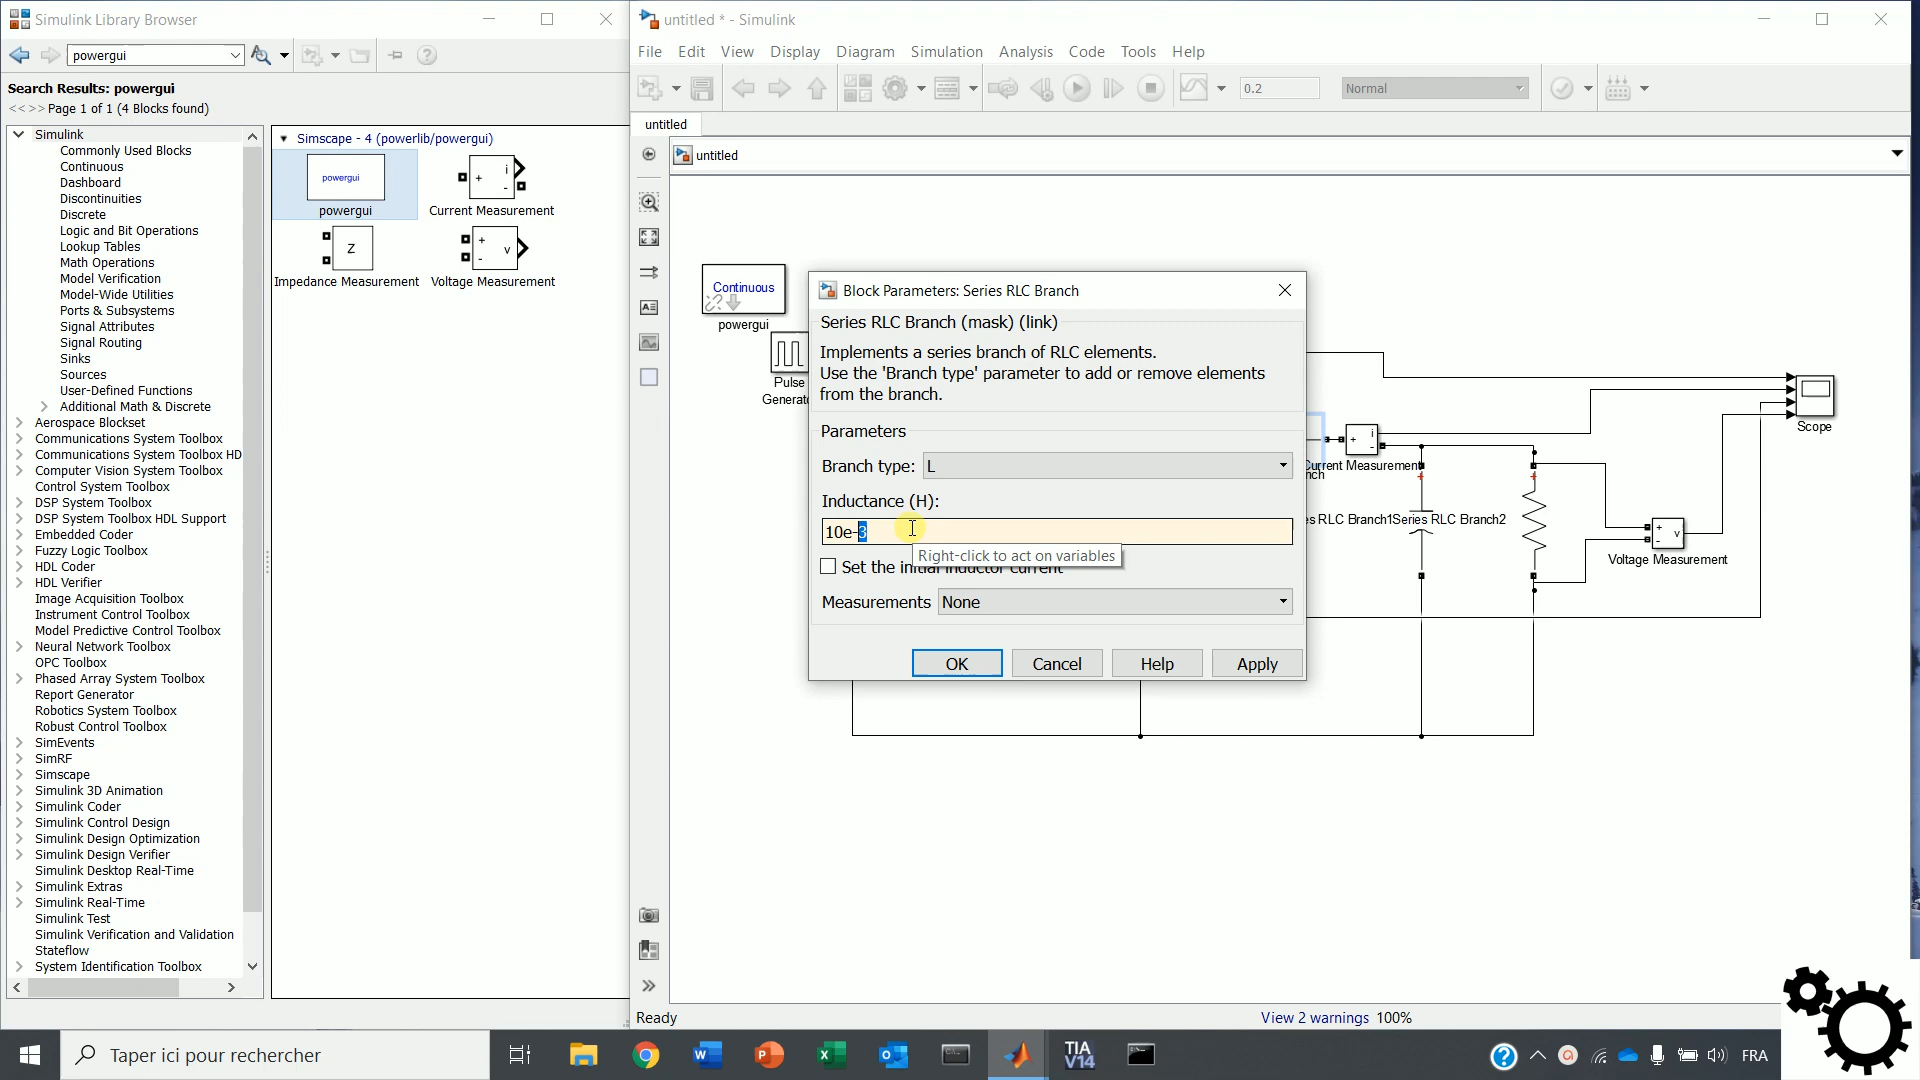 Simulink Library Browser
powergui
Search Results: powergui
<< >> Page 1 of 1 (4 Blocks found)
Simulink
Commonly Used Blocks
Continuous
Dashboard
Discontinuities
Discrete
Logic and Bit Operations
Lookup Tables
Math Operations
Model Verification
Model-Wide Utilities
Ports & Subsystems
Signal Attributes
Signal Routing
Sinks
Sources
User-Defined Functions
Additional Math & Discrete
Aerospace Blockset
Communications System Toolbox
Communications System Toolbox HD
Computer Vision System Toolbox
Control System Toolbox
DSP System Toolbox
DSP System Toolbox HDL Support
Embedded Coder
Fuzzy Logic Toolbox
HDL Coder
HDL Verifier
Image Acquisition Toolbox
Instrument Control Toolbox
Model Predictive Control Toolbox
Neural Network Toolbox
OPC Toolbox
Phased Array System Toolbox
Report Generator
Robotics System Toolbox
Robust Control Toolbox
SimEvents
SimRF
Simscape
Simulink 3D Animation
Simulink Coder
Simulink Control Design
Simulink Design Optimization
Simulink Design Verifier
Simulink Desktop Real-Time
Simulink Extras
Simulink Real-Time
Simulink Test
Simulink Verification and Validation
Stateflow
System Identification Toolbox
Simscape - 4 (powerlib/powergui)
powergui
powergui
+ i -
Current Measurement
Z
Impedance Measurement
+ v -
Voltage Measurement
untitled * - Simulink
File Edit View Display Diagram Simulation Analysis Code Tools Help
0.2
Normal
untitled
untitled
Continuous
powergui
Pulse
Generato
Block Parameters: Series RLC Branch
Series RLC Branch (mask) (link)
Implements a series branch of RLC elements.
Use the 'Branch type' parameter to add or remove elements
from the branch.
Parameters
Branch type: L
Inductance (H):
10e-3
Right-click to act on variables
Set the initial inductor current
Measurements None
OK Cancel Help Apply
Scope
+ i -
Current Measurement
nch
es RLC Branch1
Series RLC Branch2
+
+
+ v -
Voltage Measurement
Ready
View 2 warnings 100%
Taper ici pour rechercher
TIA
V14
FRA